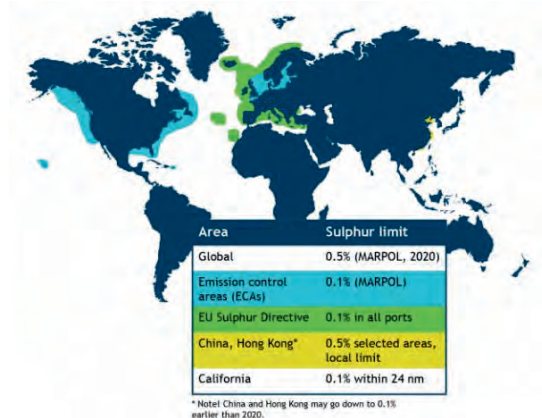 Area Sulphur limit
Global 0.5% (MARPOL, 2020)
Emission control 0.1% (MARPOL)
areas (ECAs)
EU Sulphur Directive 0.1% in all ports
China, Hong Kong* 0.5% selected areas,
local limit
California 0.1% within 24 nm
* Note! China and Hong Kong may go down to 0.1%
earlier than 2020.